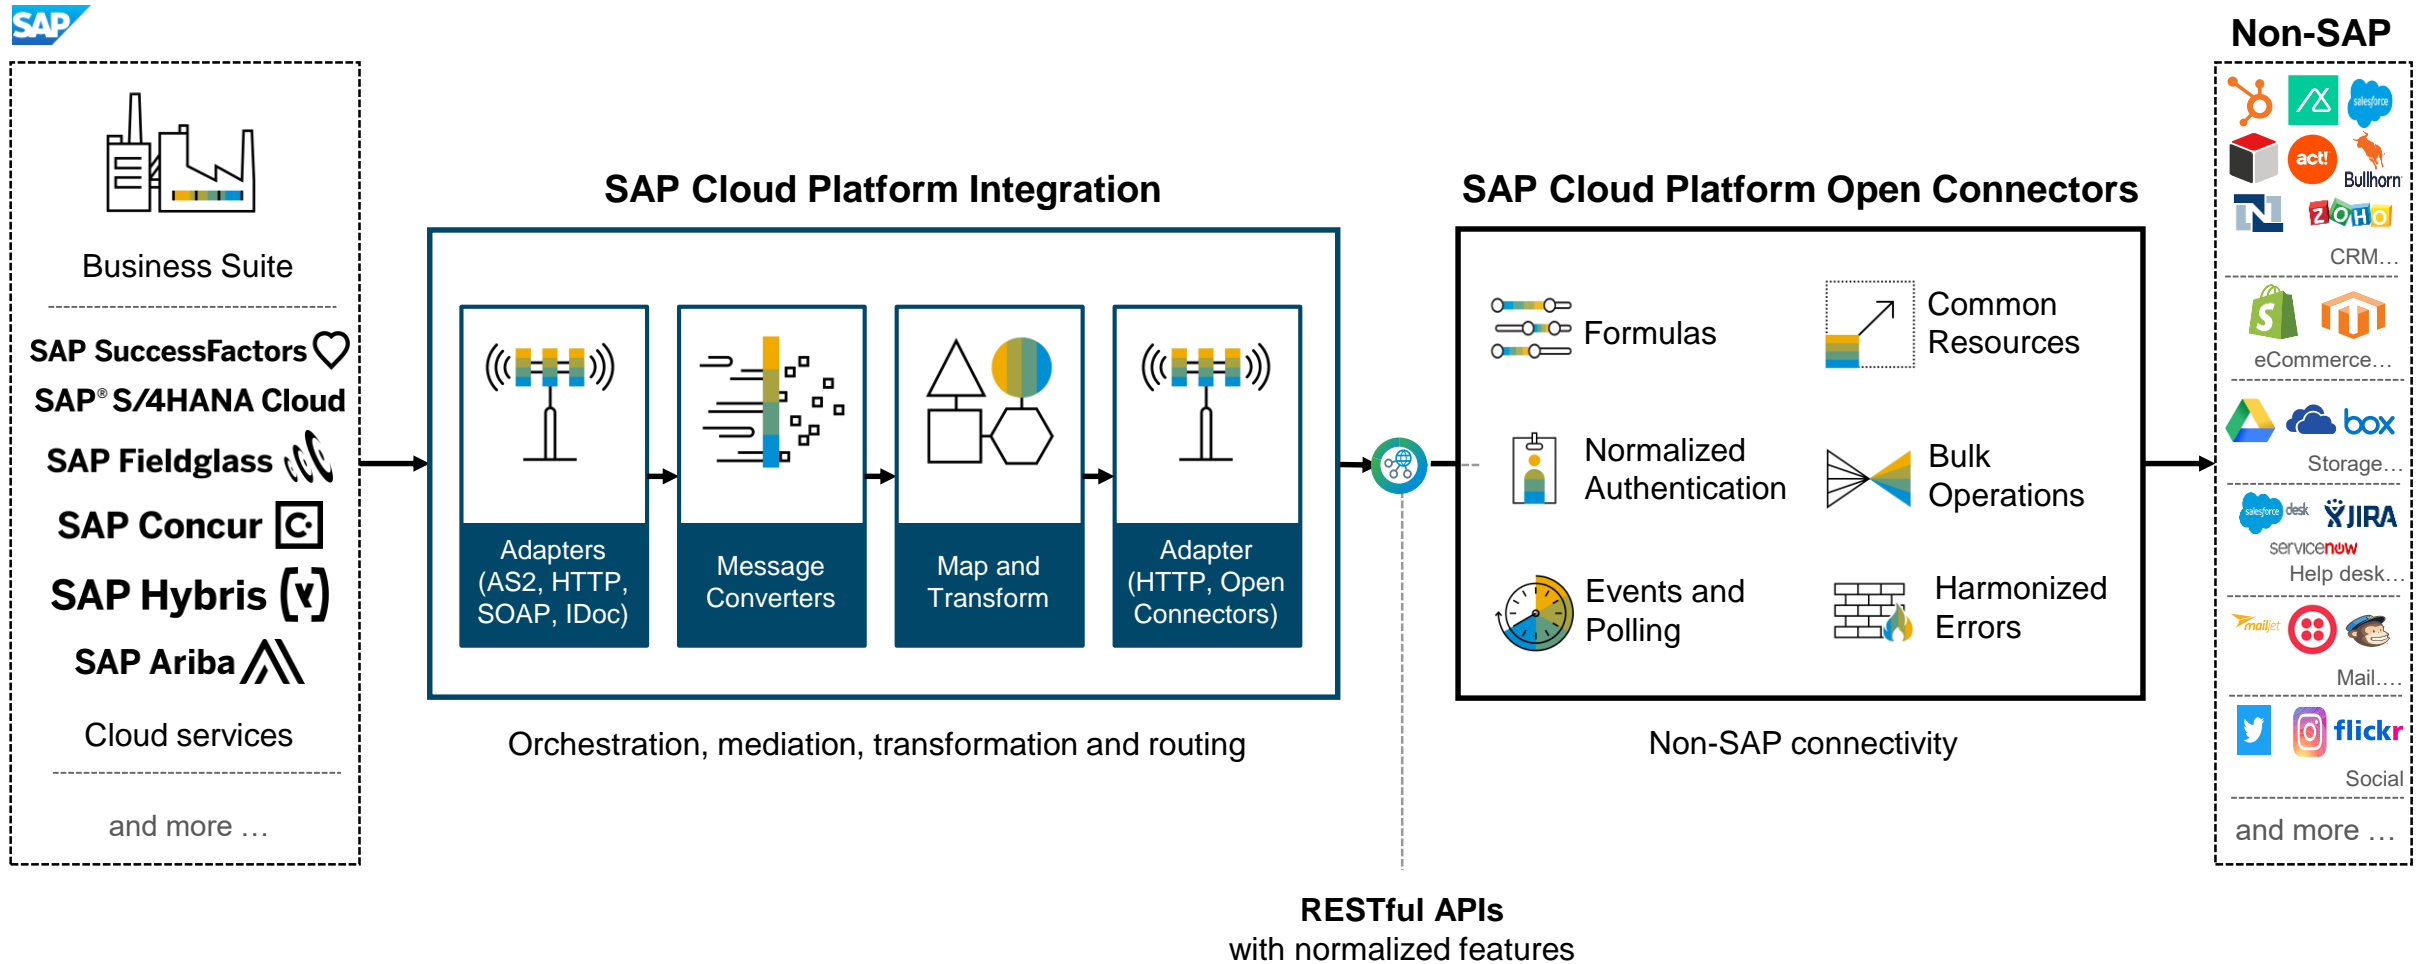 SAP
Business Suite
SAP SuccessFactors
SAP® S/4HANA Cloud
SAP Fieldglass
SAP Concur
SAP Hybris
SAP Ariba
Cloud services
and more …
SAP Cloud Platform Integration
Adapters
(AS2, HTTP,
SOAP, IDoc)
Message
Converters
Map and
Transform
Adapter
(HTTP, Open
Connectors)
Orchestration, mediation, transformation and routing
RESTful APIs
with normalized features
SAP Cloud Platform Open Connectors
Formulas
Common
Resources
Normalized
Authentication
Bulk
Operations
Events and
Polling
Harmonized
Errors
Non-SAP connectivity
Non-SAP
salesforce
act!
Bullhorn
N
ZOHO
CRM…
S
eCommerce…
box
Storage…
salesforce desk
JIRA
servicenow
Help desk…
mailjet
Mail….
flickr
Social
and more …